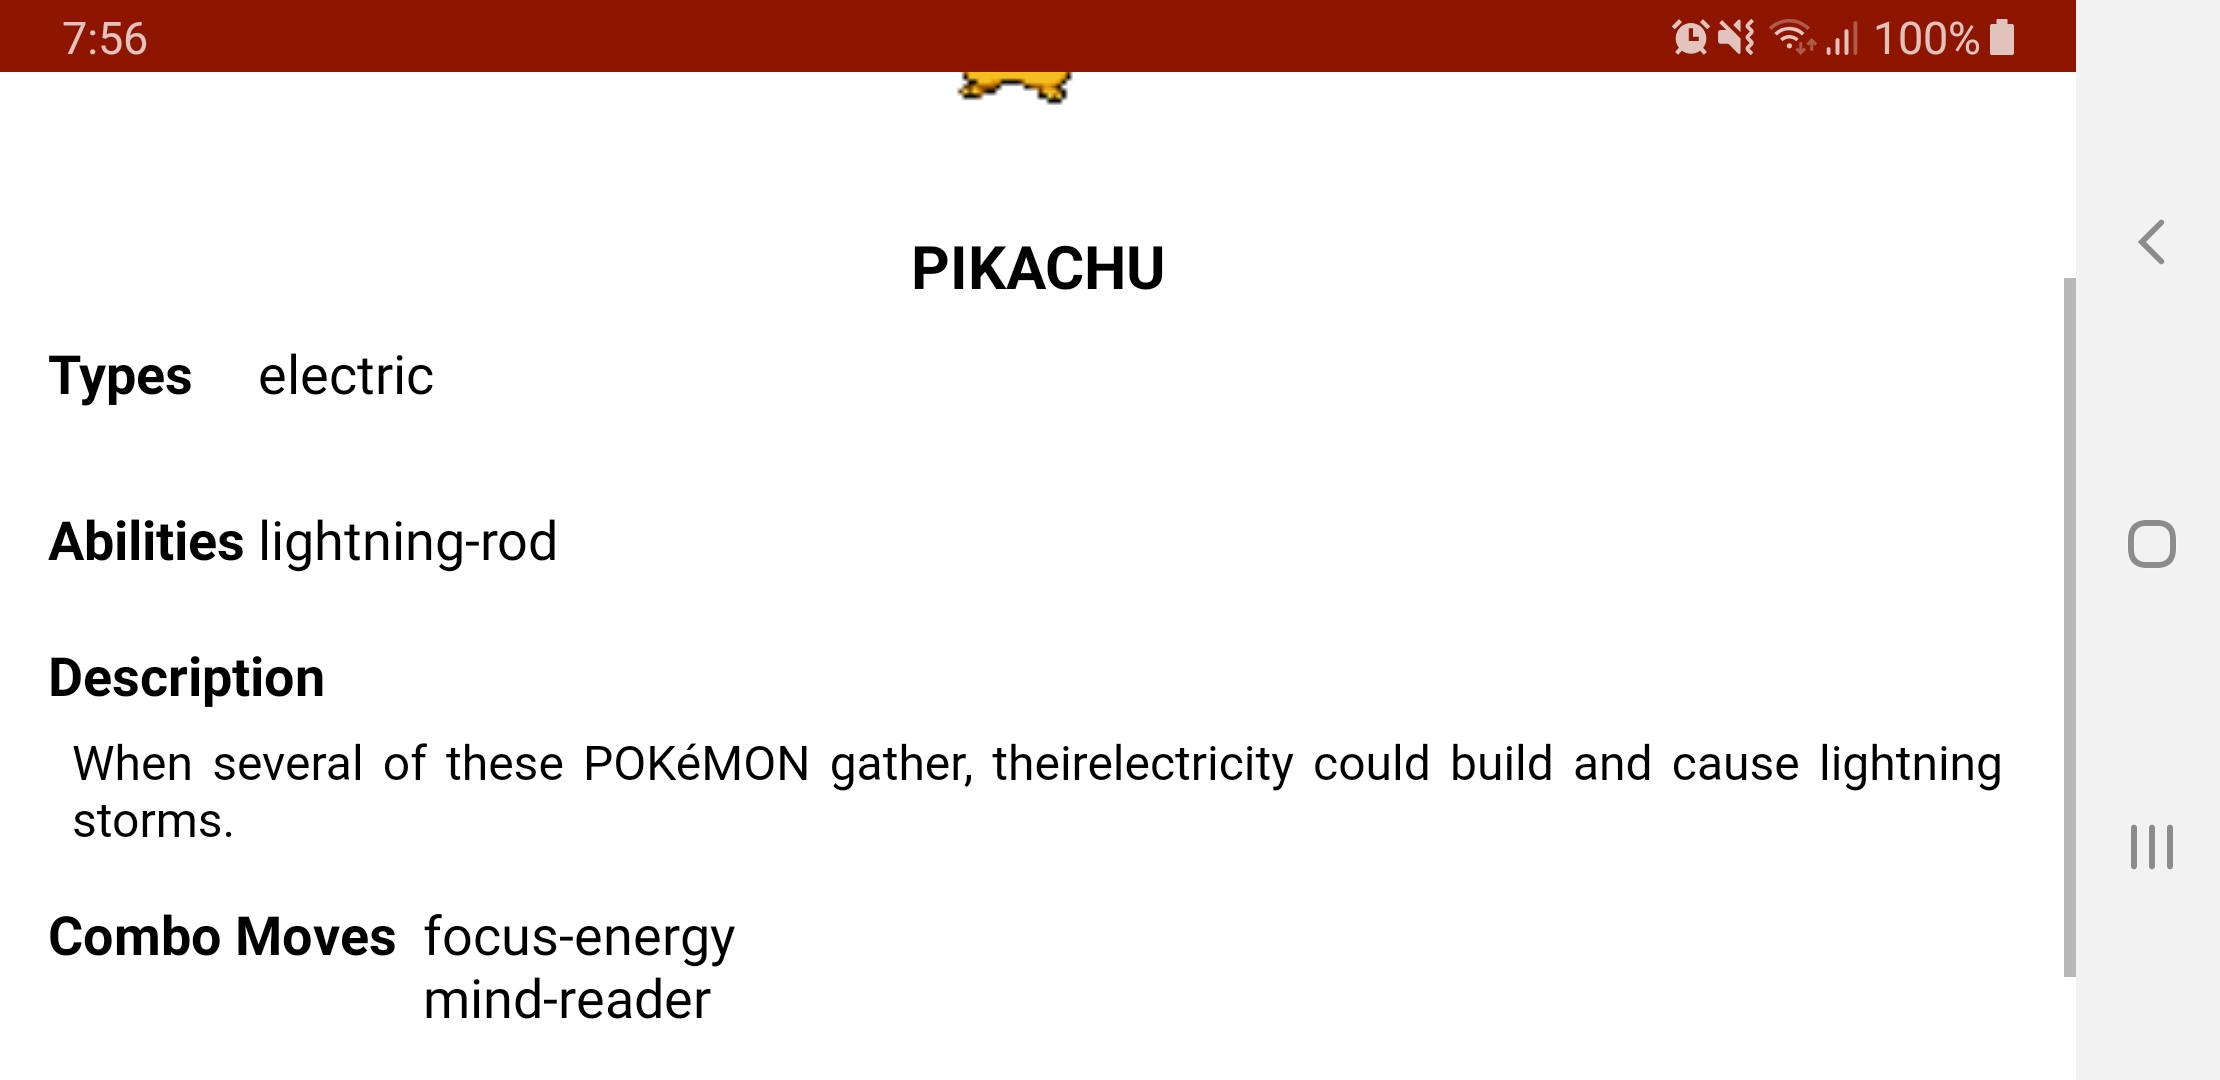 7:56 100%
PIKACHU
Types electric
Abilities lightning-rod
Description
When several of these POKéMON gather, theirelectricity could build and cause lightning
storms.
Combo Moves focus-energy
mind-reader